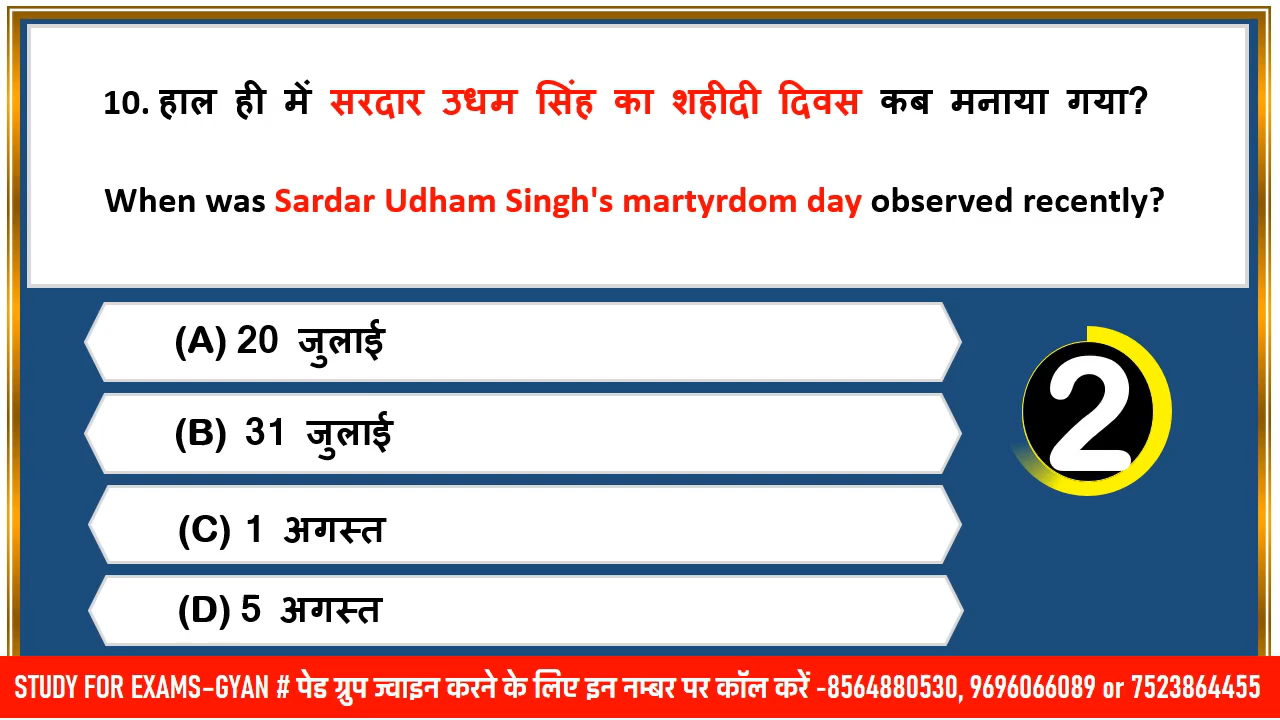 10. हाल ही में सरदार उधम सिंह का शहीदी दिवस कब मनाया गया?
When was Sardar Udham Singh's martyrdom day observed recently?
(A) 20 जुलाई
(B) 31 जुलाई
2
(C) 1 अगस्त
(D) 5 अगस्त
STUDY FOR EXAMS-GYAN # पेड ग्रुप ज्वाइन करने के लिए इन नम्बर पर कॉल करें -8564880530, 9696066089 or 7523864455